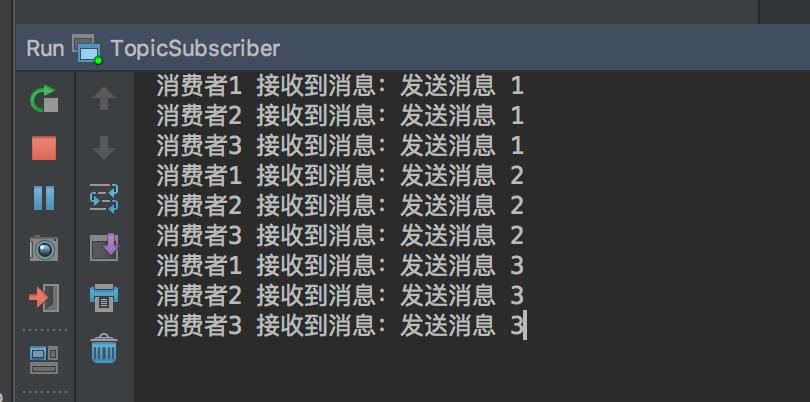 Run TopicSubscriber
消费者1 接收到消息：发送消息 1
消费者2 接收到消息：发送消息 1
消费者3 接收到消息：发送消息 1
消费者1 接收到消息：发送消息 2
消费者2 接收到消息：发送消息 2
消费者3 接收到消息：发送消息 2
消费者1 接收到消息：发送消息 3
消费者2 接收到消息：发送消息 3
消费者3 接收到消息：发送消息 3